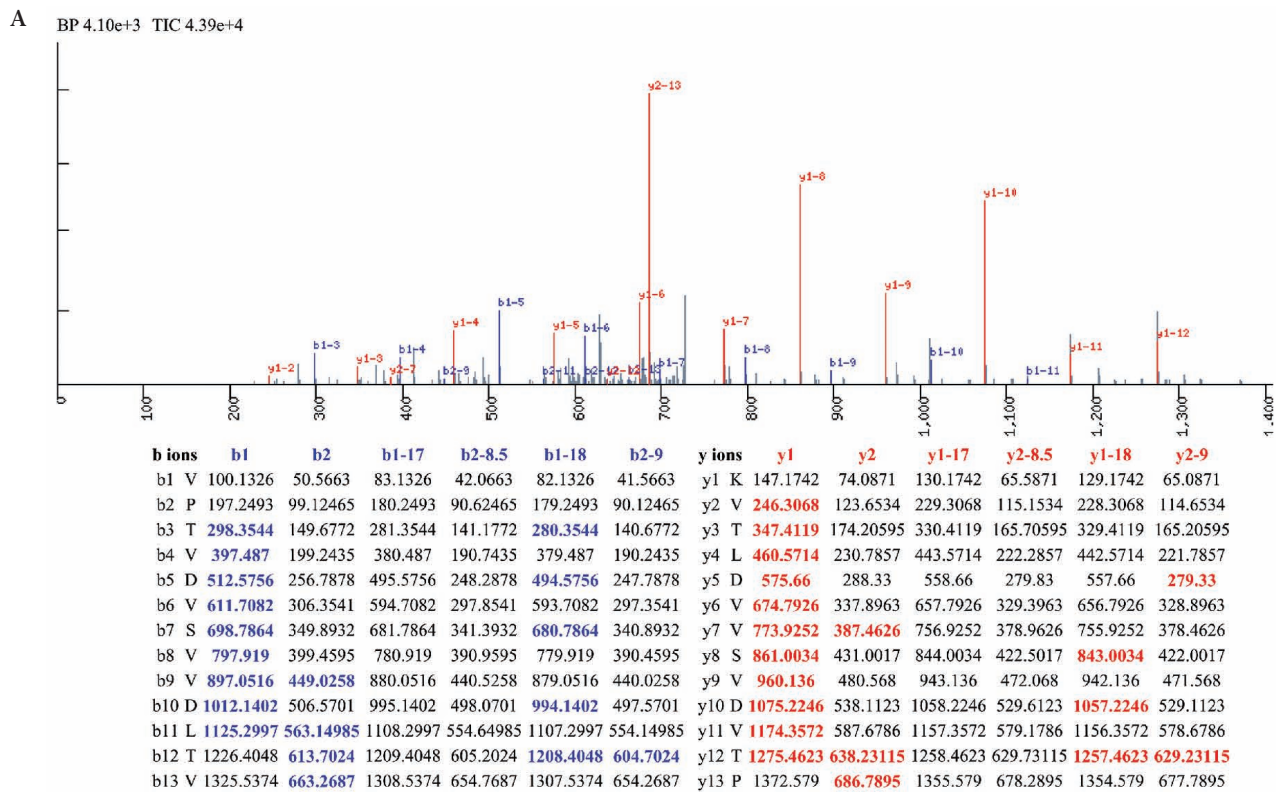 A
BP 4.10e+3 TIC 4.39e+4
y2-13
y1-8
y1-10
y1-6
y1-9
b1-5
y1-4
y1-5
b1-6
y1-7
y1-12
b1-3
b1-4
y1-11
y1-2
y1-3
y2-7
b2-9
b2-11
b1-7
b1-8
b1-9
b1-10
b1-11
0
100
200
300
400
500
600
700
800
900
1,000
1,100
1,200
1,300
1,400
b ions b1 b2 b1-17 b2-8.5 b1-18 b2-9 y ions y1 y2 y1-17 y2-8.5 y1-18 y2-9
b1 V 100.1326 50.5663 83.1326 42.0663 82.1326 41.5663 y1 K 147.1742 74.0871 130.1742 65.5871 129.1742 65.0871
b2 P 197.2493 99.12465 180.2493 90.62465 179.2493 90.12465 y2 V 246.3068 123.6534 229.3068 115.1534 228.3068 114.6534
b3 T 298.3544 149.6772 281.3544 141.1772 280.3544 140.6772 y3 T 347.4119 174.20595 330.4119 165.70595 329.4119 165.20595
b4 V 397.487 199.2435 380.487 190.7435 379.487 190.2435 y4 L 460.5714 230.7857 443.5714 222.2857 442.5714 221.7857
b5 D 512.5756 256.7878 495.5756 248.2878 494.5756 247.7878 y5 D 575.66 288.33 558.66 279.83 557.66 279.33
b6 V 611.7082 306.3541 594.7082 297.8541 593.7082 297.3541 y6 V 674.7926 337.8963 657.7926 329.3963 656.7926 328.8963
b7 S 698.7864 349.8932 681.7864 341.3932 680.7864 340.8932 y7 V 773.9252 387.4626 756.9252 378.9626 755.9252 378.4626
b8 V 797.919 399.4595 780.919 390.9595 779.919 390.4595 y8 S 861.0034 431.0017 844.0034 422.5017 843.0034 422.0017
b9 V 897.0516 449.0258 880.0516 440.5258 879.0516 440.0258 y9 V 960.136 480.568 943.136 472.068 942.136 471.568
b10 D 1012.1402 506.5701 995.1402 498.0701 994.1402 497.5701 y10 D 1075.2246 538.1123 1058.2246 529.6123 1057.2246 529.1123
b11 L 1125.2997 563.14985 1108.2997 554.64985 1107.2997 554.14985 y11 V 1174.3572 587.6786 1157.3572 579.1786 1156.3572 578.6786
b12 T 1226.4048 613.7024 1209.4048 605.2024 1208.4048 604.7024 y12 T 1275.4623 638.23115 1258.4623 629.73115 1257.4623 629.23115
b13 V 1325.5374 663.2687 1308.5374 654.7687 1307.5374 654.2687 y13 P 1372.579 686.7895 1355.579 678.2895 1354.579 677.7895